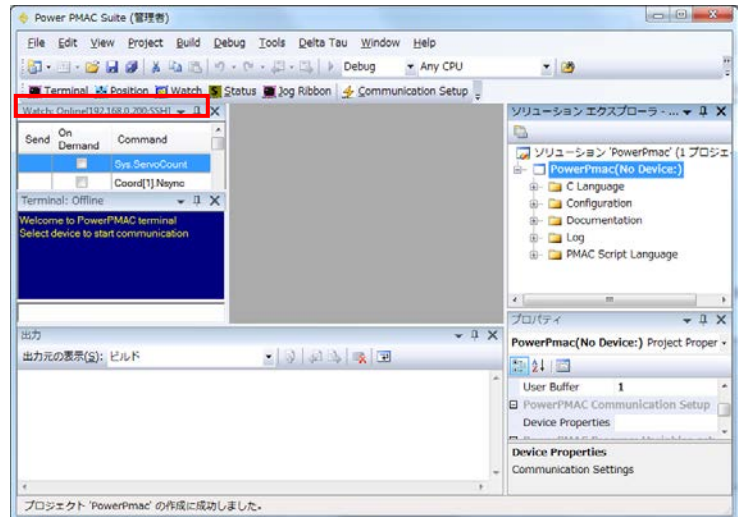 Power PMAC Suite (管理者)
File Edit View Project Build Debug Tools Delta Tau Window Help
Debug Any CPU
Terminal Position Watch Status Jog Ribbon Communication Setup
Watch: Online[192.168.0.200:SSH]
Send On Demand Command
Sys.ServoCount
Coord[1].Nsync
Terminal: Offline
Welcome to PowerPMAC terminal
Select device to start communication
ソリューション エクスプローラ - ...
ソリューション 'PowerPmac' (1 プロジェ
PowerPmac(No Device:)
C Language
Configuration
Documentation
Log
PMAC Script Language
出力
出力元の表示(S): ビルド
プロパティ
PowerPmac(No Device:) Project Proper
User Buffer 1
PowerPMAC Communication Setup
Device Properties
Device Properties
Communication Settings
プロジェクト 'PowerPmac' の作成に成功しました。